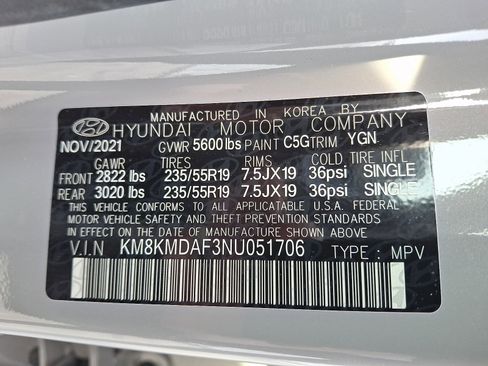 MANUFACTURED IN KOREA BY
HYUNDAI MOTOR COMPANY
NOV/2021 GVWR 5600 lbs PAINT C5G TRIM YGN
GAWR TIRES RIMS COLD TIRE INFL
FRONT 2822 lbs 235/55R19 7.5JX19 36psi SINGLE
REAR 3020 lbs 235/55R19 7.5JX19 36psi SINGLE
THIS VEHICLE CONFORMS TO ALL APPLICABLE U.S.A. FEDERAL
MOTOR VEHICLE SAFETY AND THEFT PREVENTION STANDARDS
IN EFFECT ON THE DATE OF MANUFACTURE SHOWN ABOVE.
V.I.N KM8KMDAF3NU051706 TYPE : MPV